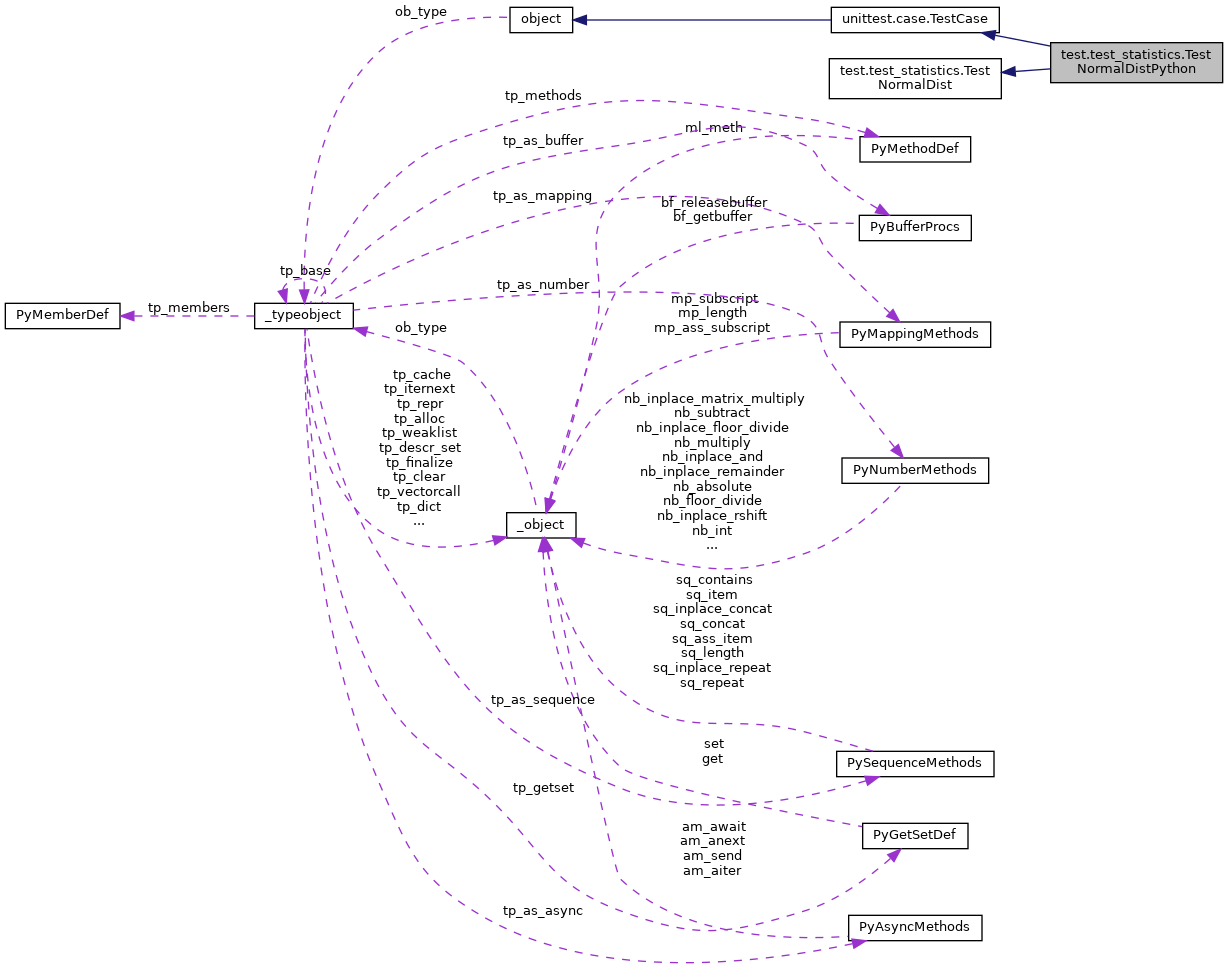 ob_type
object
unittest.case.TestCase
test.test_statistics.Test
NormalDistPython
test.test_statistics.Test
NormalDist
tp_methods
ml_meth
tp_as_buffer
PyMethodDef
tp_as_mapping
bf_releasebuffer
bf_getbuffer
PyBufferProcs
tp_base
tp_as_number
mp_subscript
mp_length
mp_ass_subscript
PyMemberDef
tp_members
_typeobject
ob_type
PyMappingMethods
tp_cache
tp_iternext
tp_repr
tp_alloc
tp_weaklist
tp_descr_set
tp_finalize
tp_clear
tp_vectorcall
tp_dict
...
nb_inplace_matrix_multiply
nb_subtract
nb_inplace_floor_divide
nb_multiply
nb_inplace_and
nb_inplace_remainder
nb_absolute
nb_floor_divide
nb_inplace_rshift
nb_int
...
PyNumberMethods
_object
sq_contains
sq_item
sq_inplace_concat
sq_concat
sq_ass_item
sq_length
sq_inplace_repeat
sq_repeat
tp_as_sequence
set
get
PySequenceMethods
tp_getset
am_await
am_anext
am_send
am_aiter
PyGetSetDef
tp_as_async
PyAsyncMethods